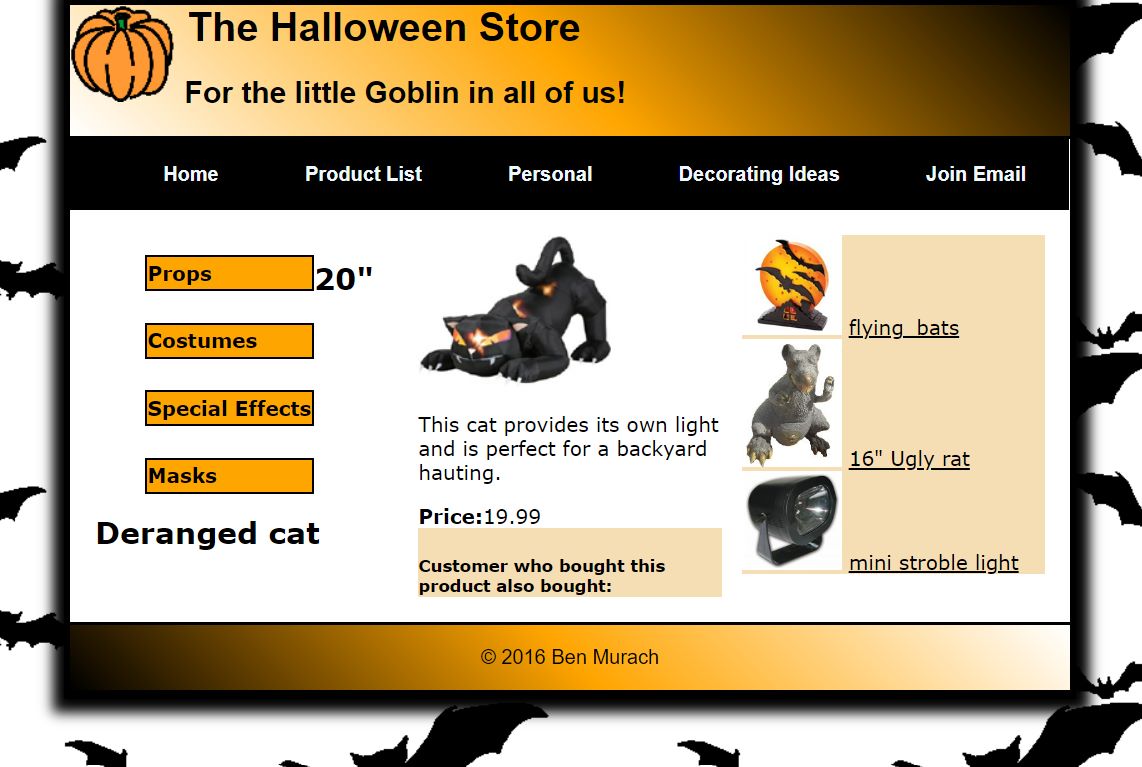 The Halloween Store
For the little Goblin in all of us!
Home Product List Personal Decorating Ideas Join Email
Props
20"
Costumes
Special Effects
Masks
Deranged cat
This cat provides its own light
and is perfect for a backyard
hauting.
Price:19.99
Customer who bought this
product also bought:
flying bats
16" Ugly rat
mini stroble light
© 2016 Ben Murach